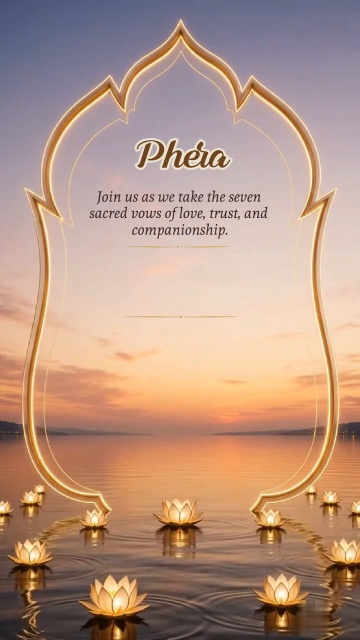 Phera
Join us as we take the seven
sacred vows of love, trust, and
companionship.